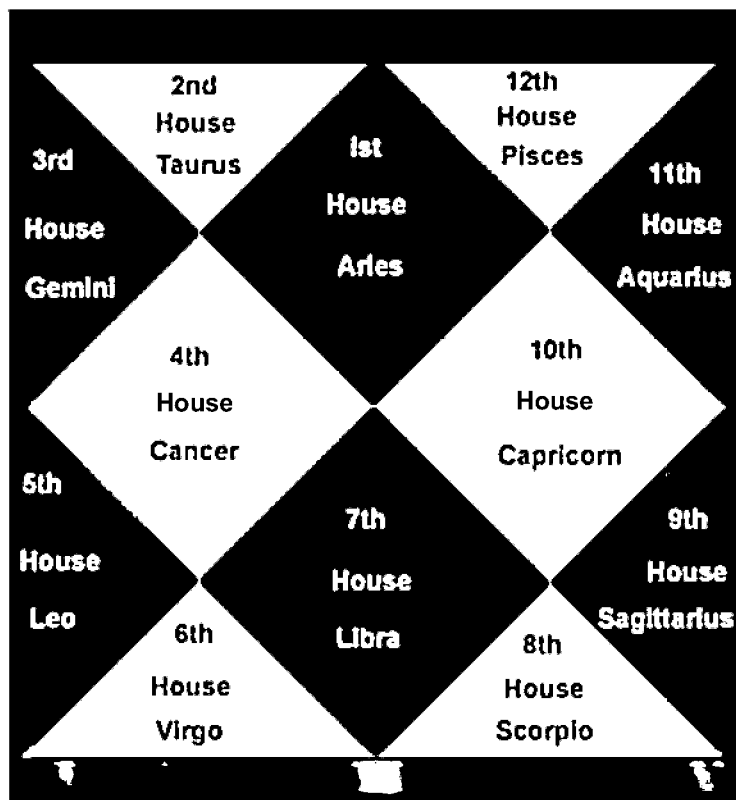 2nd
House
Taurus
12th
House
Pisces
3rd
House
Gemini
Ist
House
Aries
11th
House
Aquarius
4th
House
Cancer
10th
House
Capricorn
5th
House
Leo
7th
House
Libra
9th
House
Sagittarius
6th
House
Virgo
8th
House
Scorpio